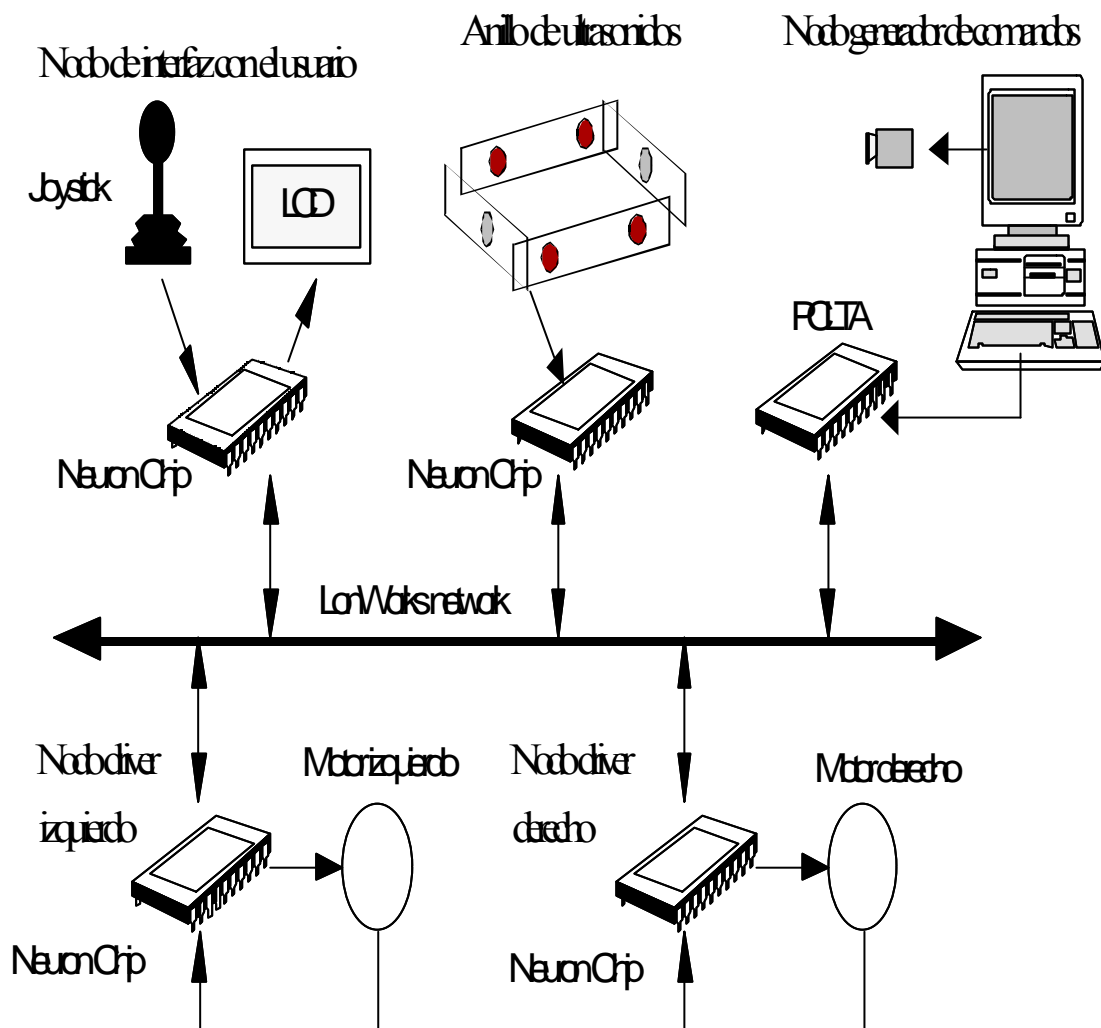 Anillo de ultrasonidos
Nodo generador de comandos
Nodo de interfaz con el usuario
Joystick
LCD
PCLTA
Neuron Chip
Neuron Chip
LonWorks network
Nodo driver
izquierdo
Motor izquierdo
Nodo driver
derecho
Motor derecho
Neuron Chip
Neuron Chip